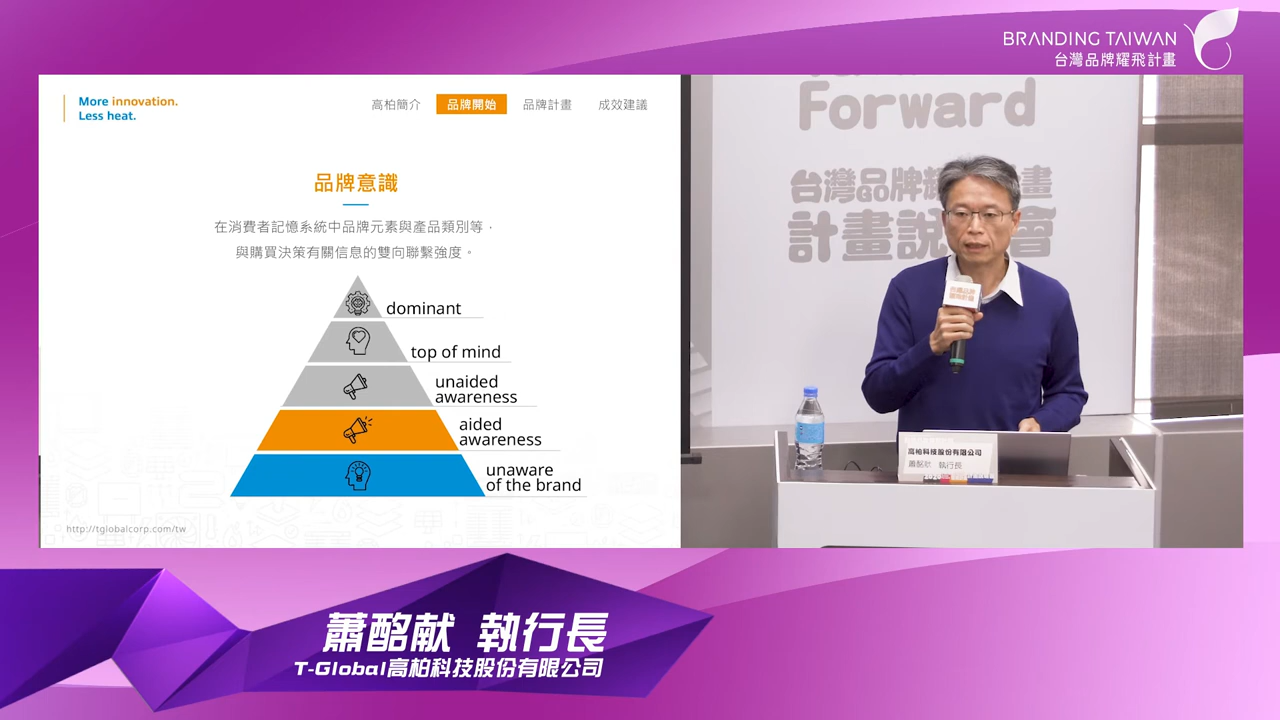 BRANDING TAIWAN
台灣品牌耀飛計畫
More innovation.
Less heat.
高柏簡介
品牌開始
品牌計畫
成效建議
品牌意識
在消費者記憶系統中品牌元素與產品類別等，
與購買決策有關信息的雙向聯繫強度。
dominant
top of mind
unaided
awareness
aided
awareness
unaware
of the brand
http://tglobalcorp.com/tw
Forward
台灣品牌耀
畫
計畫說
會
高柏科技股份有限公司
蕭酩献 執行長
蕭酩献 執行長
T-Global高柏科技股份有限公司